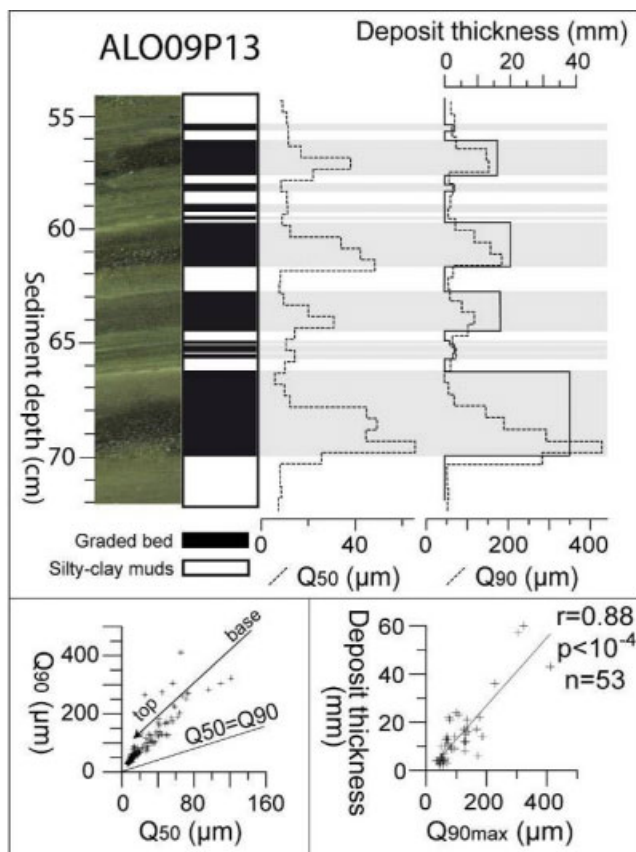 ALO09P13
Deposit thickness (mm)
0 20 40
Sediment depth (cm)
55
60
65
70
Graded bed
Silty-clay muds
0 40
Q50 (µm)
0 200 400
Q90 (µm)
Q90
(µm)
400
200
0
base
top
Q50=Q90
0 40 80 160
Q50 (µm)
Deposit thickness
(mm)
60
40
20
0
r=0.88
p<10-4
n=53
0 200 400
Q90max (µm)